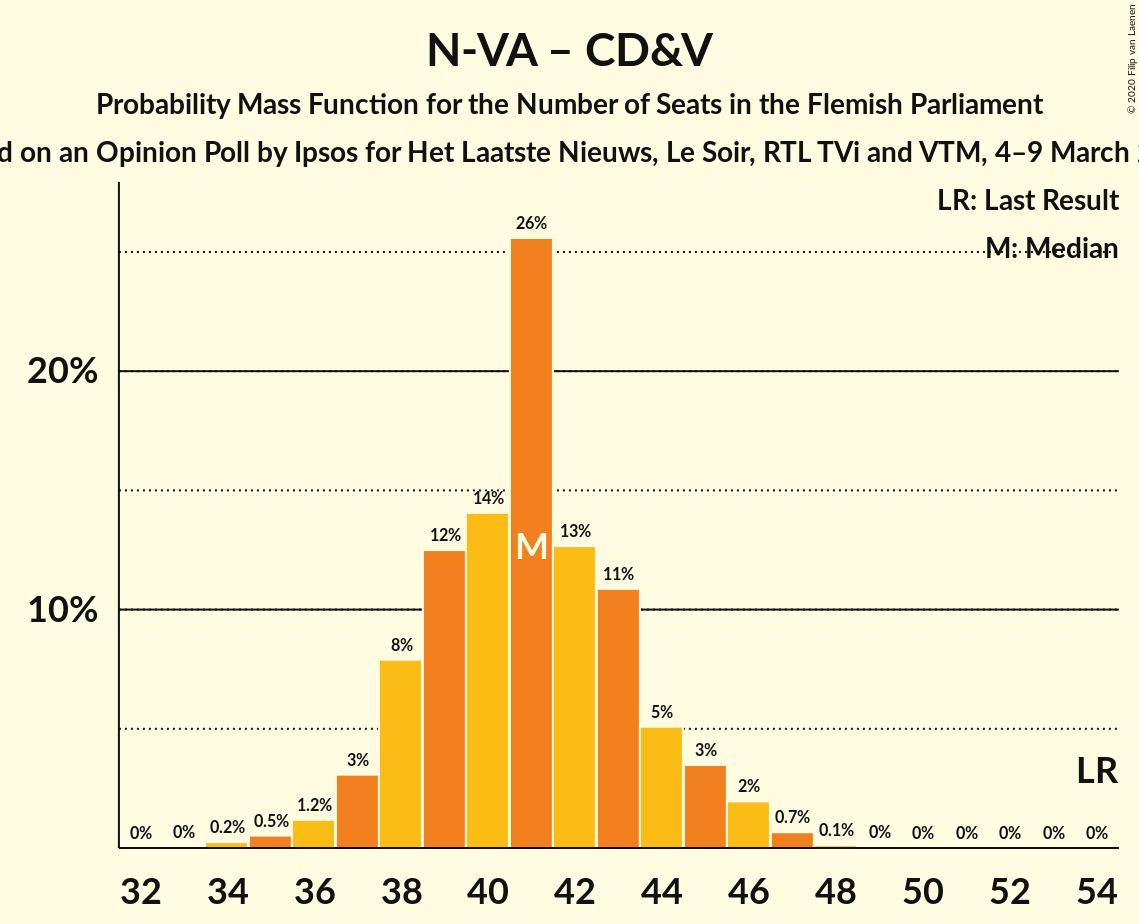 N-VA – CD&V
Probability Mass Function for the Number of Seats in the Flemish Parliament
d on an Opinion Poll by Ipsos for Het Laatste Nieuws, Le Soir, RTL TVi and VTM, 4–9 March
© 2020 Filip van Laenen
LR: Last Result
M: Median
26%
20%
14%
12%
M
13%
11%
10%
8%
5%
3%
3%
LR
2%
0% 0% 0.2% 0.5% 1.2% 0.7% 0.1% 0% 0% 0% 0% 0% 0%
32 34 36 38 40 42 44 46 48 50 52 54